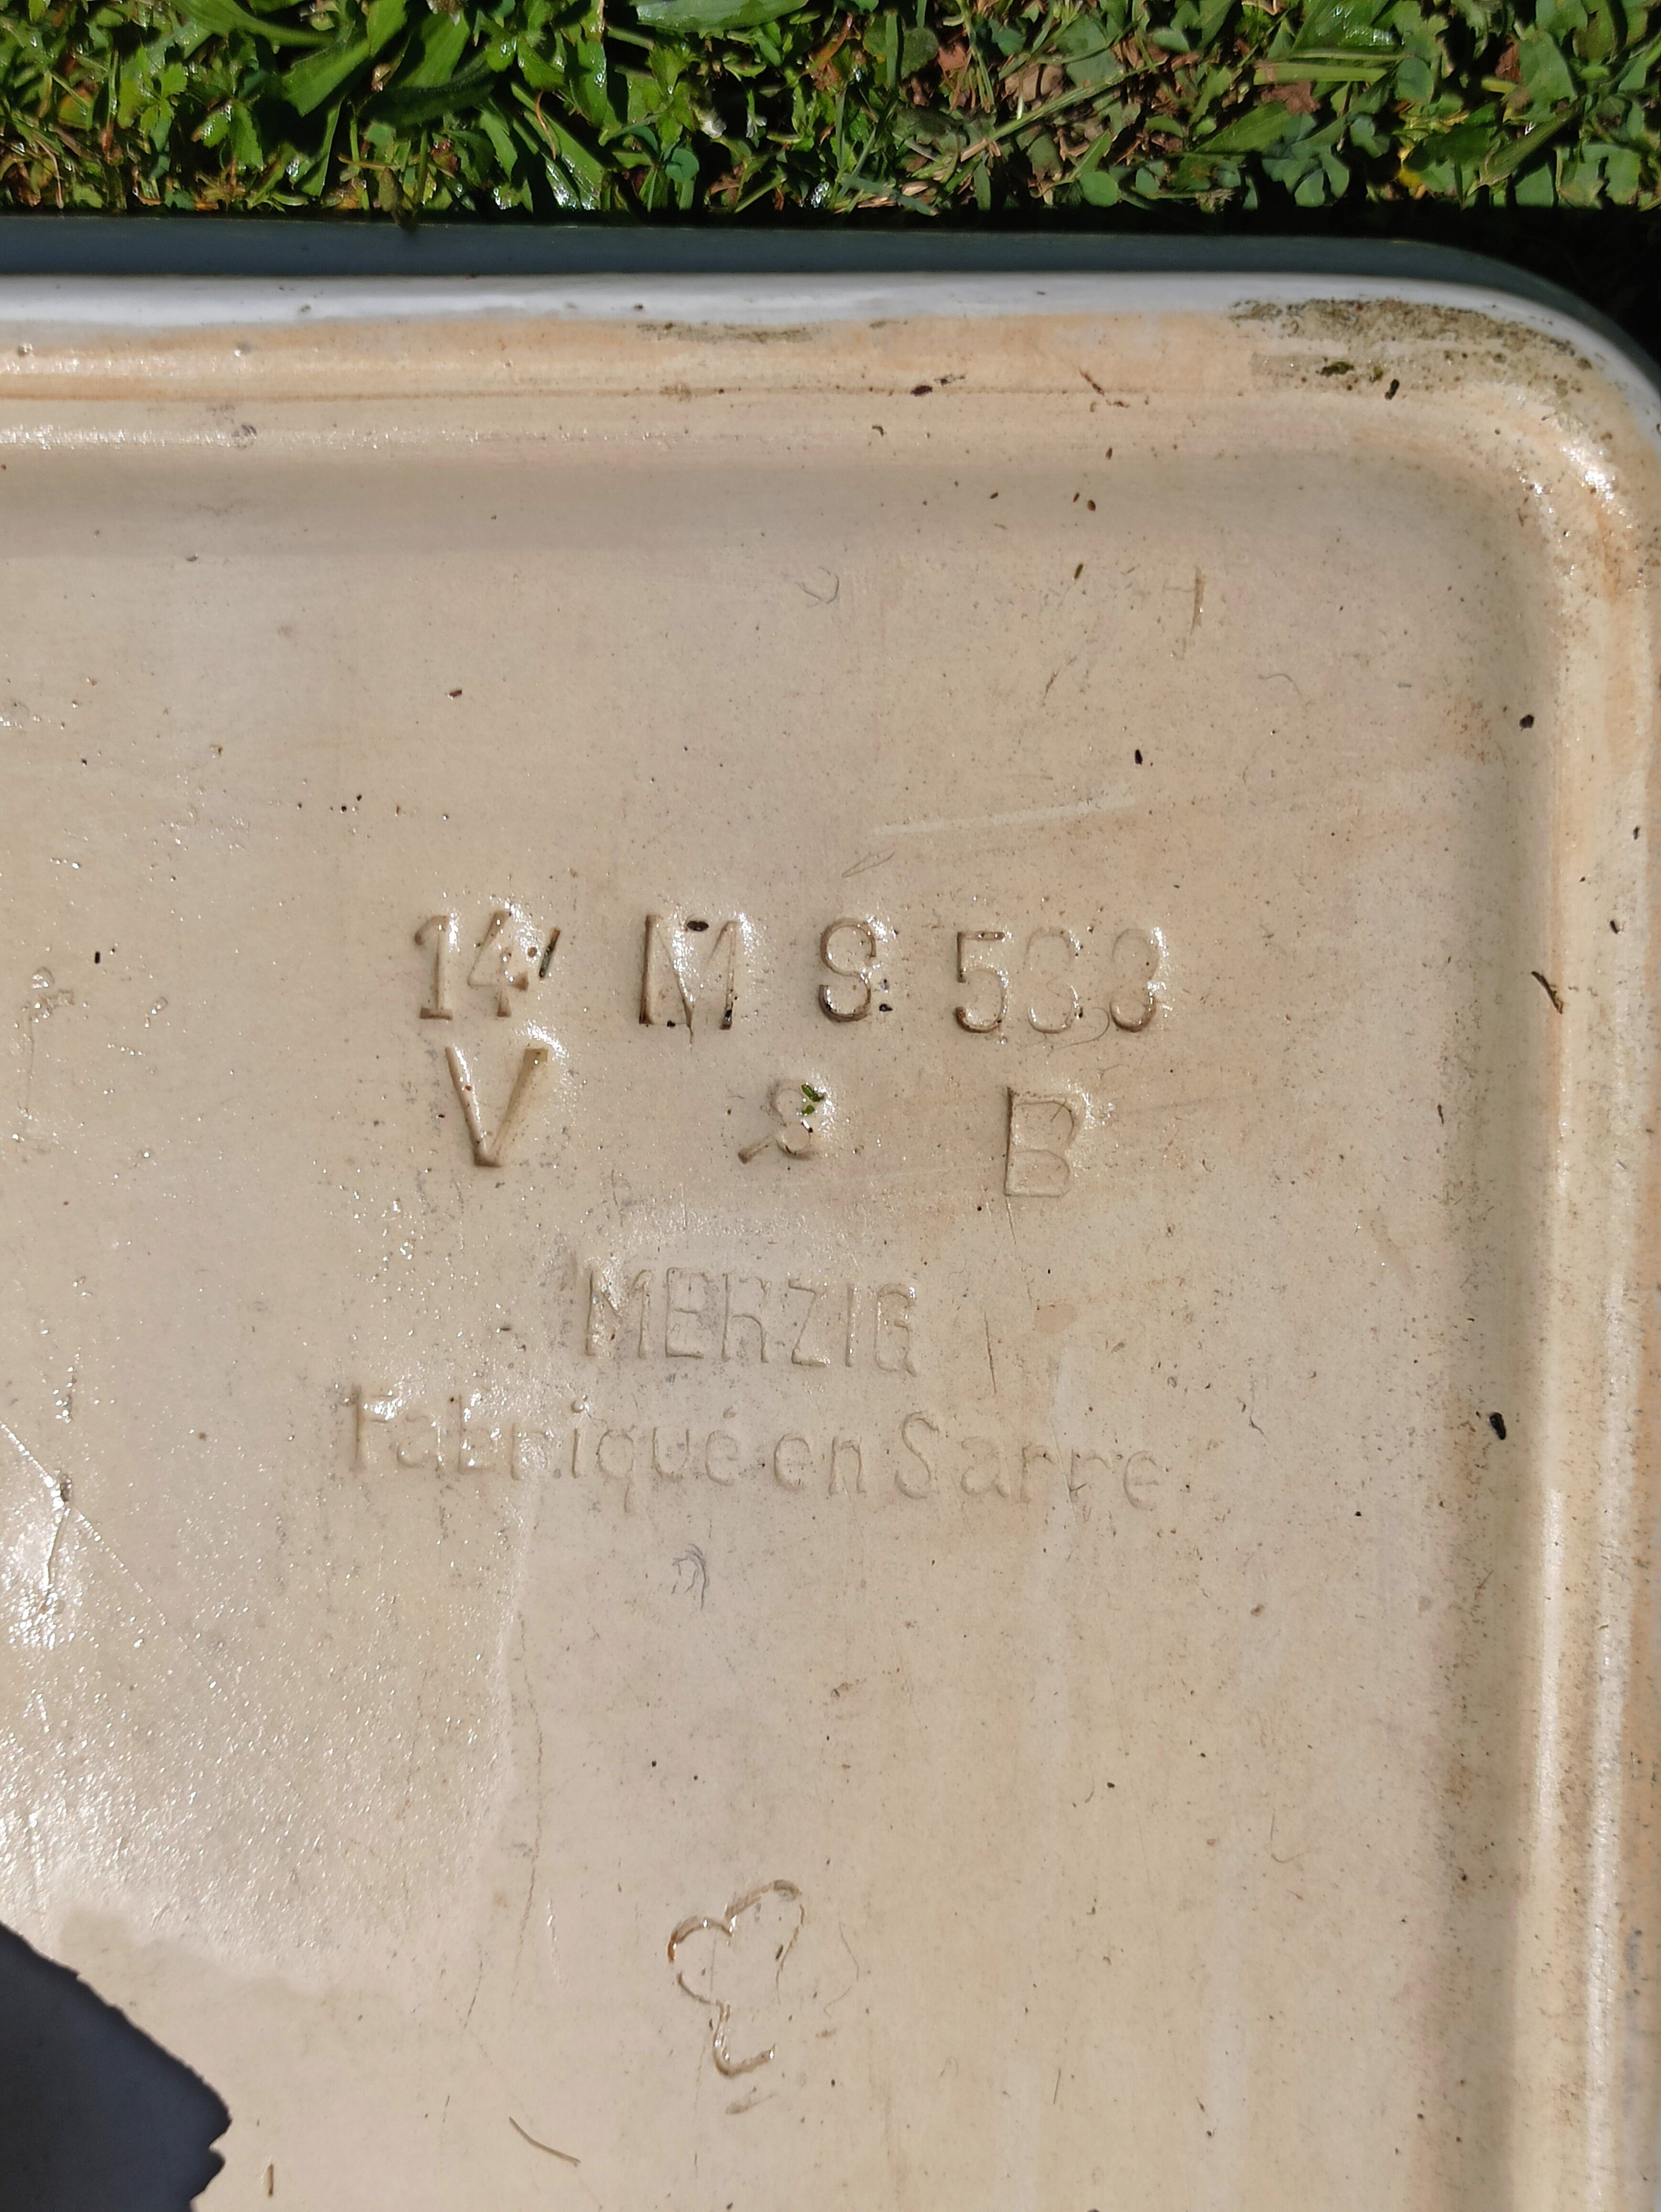 14 M S 533
V & B
MERZIG
Fabriqué en Sarre